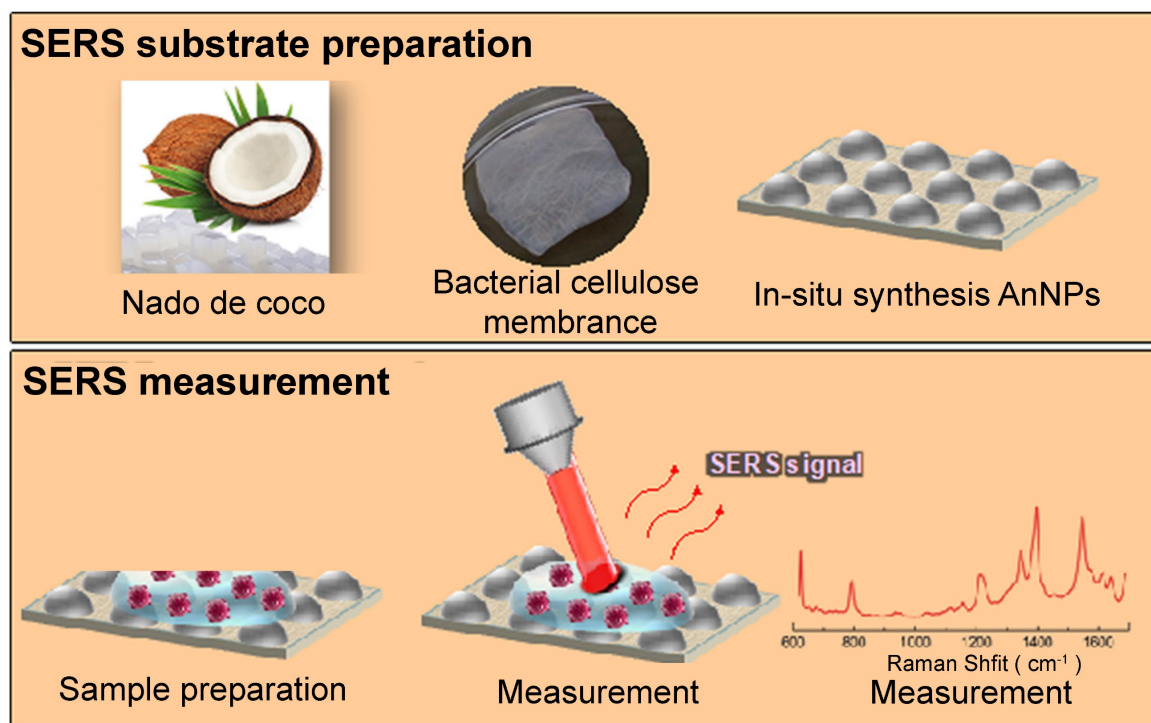 SERS substrate preparation
Nado de coco
Bacterial cellulose
membrance
In-situ synthesis AnNPs
SERS measurement
SERS signal
600 800 1000 1200 1400 1600
Raman Shfit ( cm⁻¹ )
Sample preparation
Measurement
Measurement